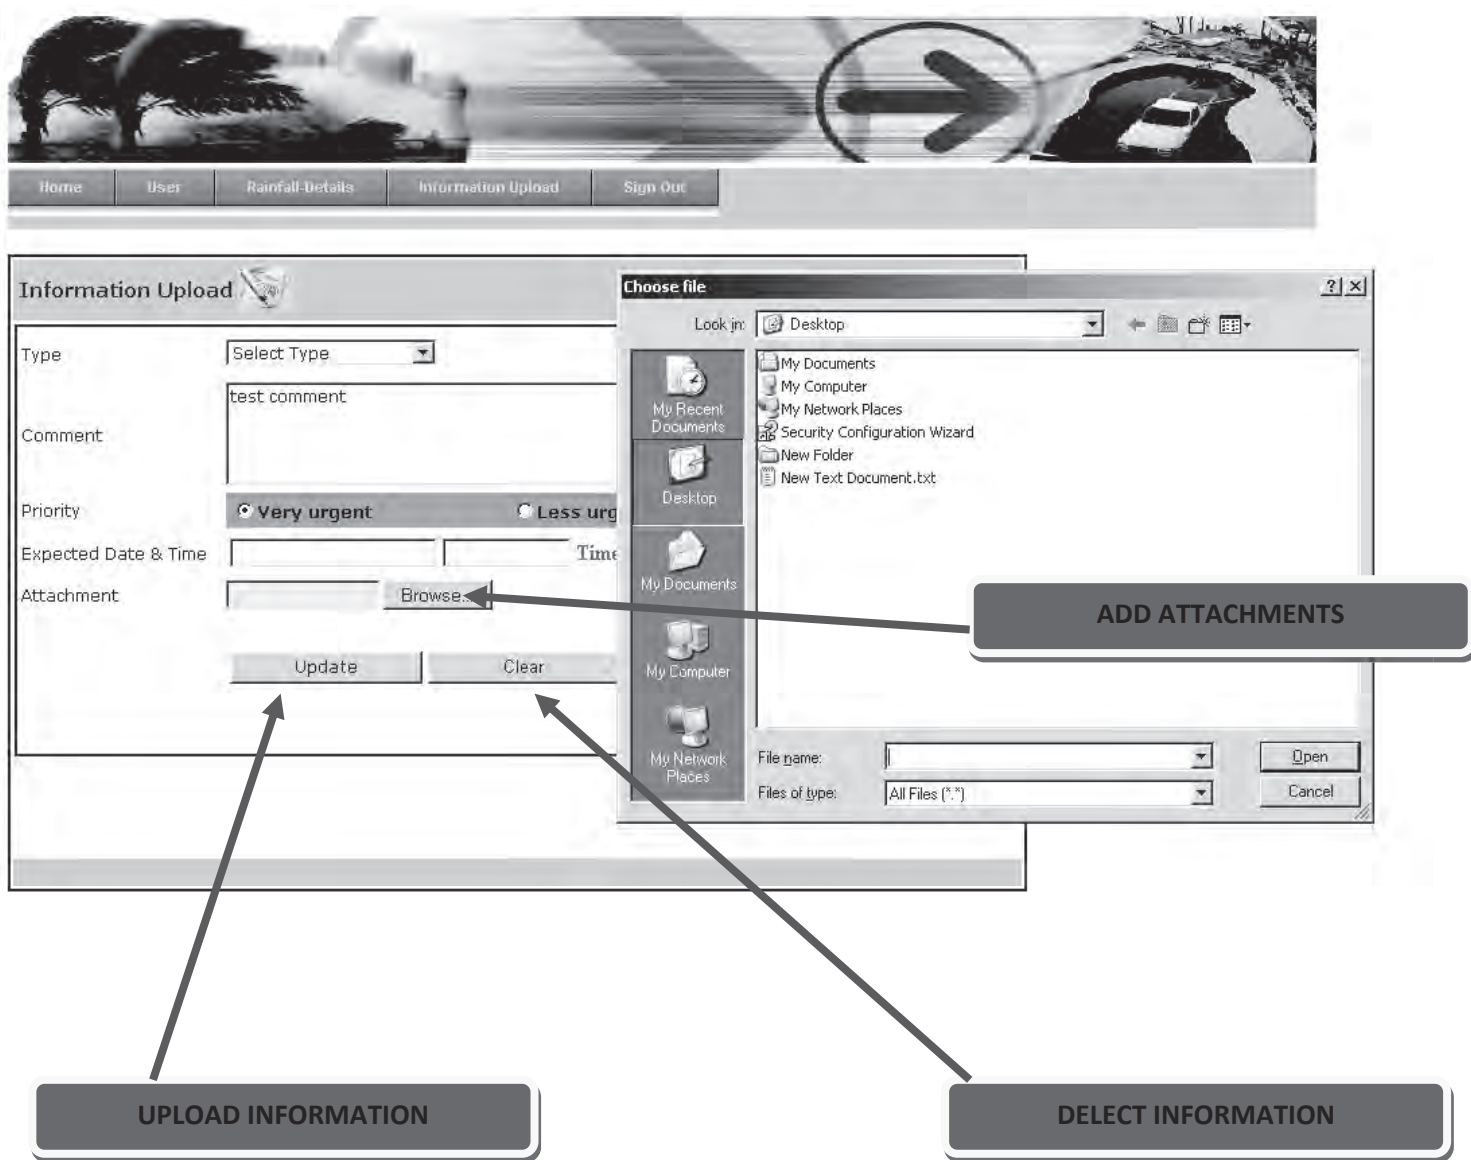 Home User Rainfall-Details Information Upload Sign Out
Information Upload
Type Select Type
Comment test comment
Priority Very urgent Less urg
Expected Date & Time Time
Attachment Browse...
Update Clear
Choose file
Look in: Desktop
My Recent Documents
Desktop
My Documents
My Computer
My Network Places
My Documents
My Computer
My Network Places
Security Configuration Wizard
New Folder
New Text Document.txt
File name: Open
Files of type: All Files (*.*) Cancel
ADD ATTACHMENTS
UPLOAD INFORMATION
DELECT INFORMATION